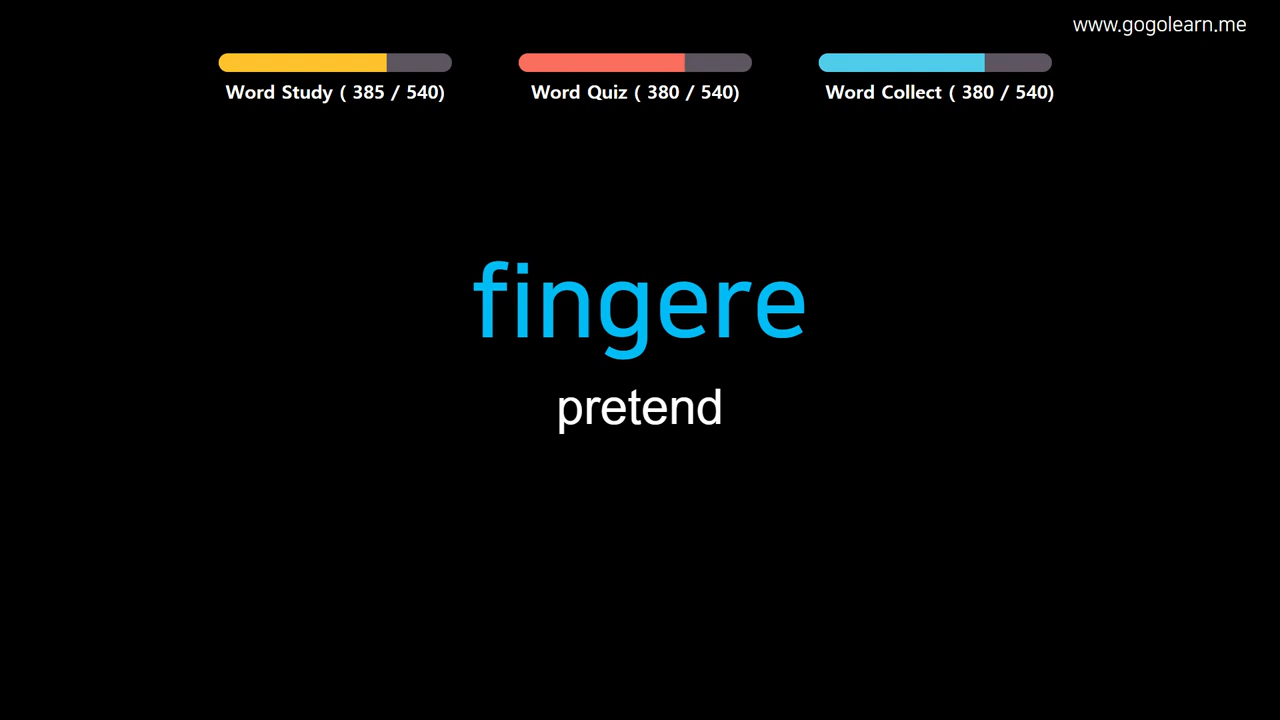 www.gogolearn.me
Word Study ( 385 / 540)
Word Quiz ( 380 / 540)
Word Collect ( 380 / 540)
fingere
pretend